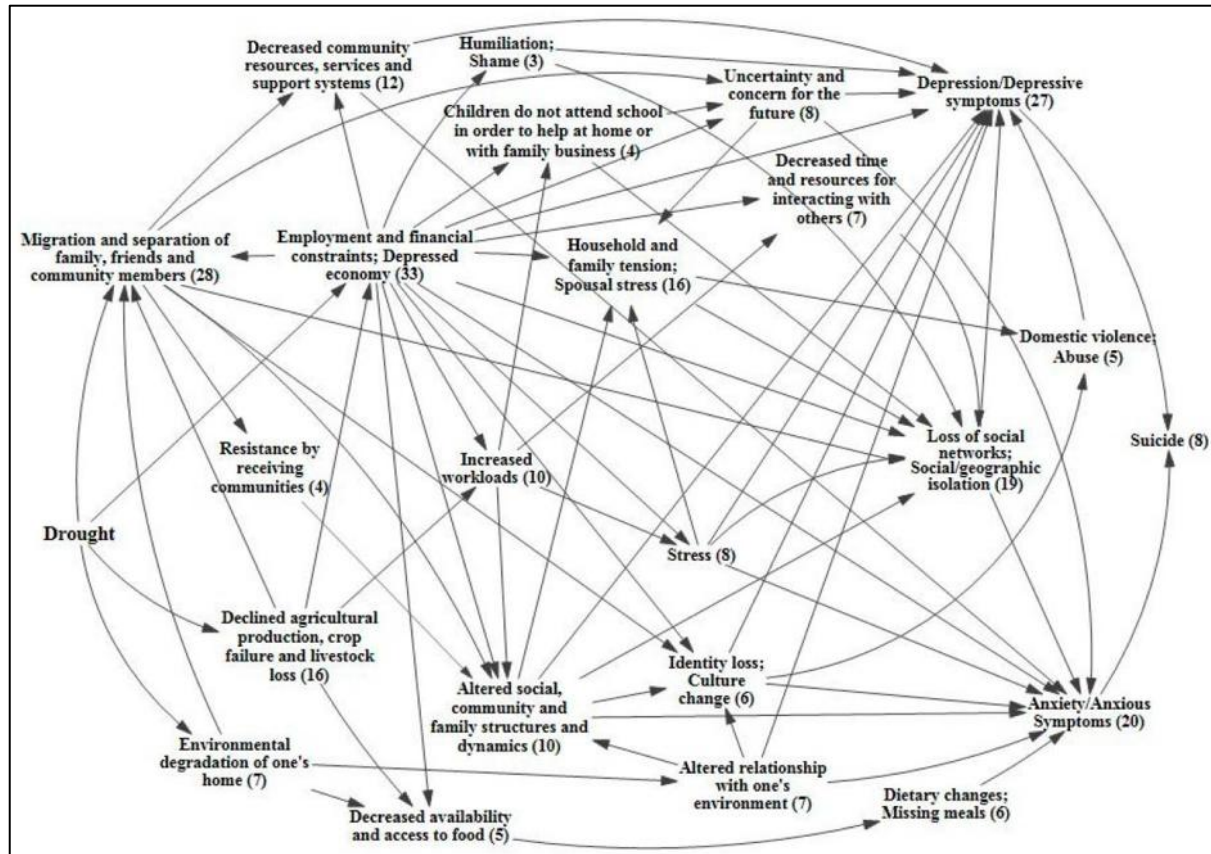 Decreased community
resources, services and
support systems (12)
Humiliation;
Shame (3)
Uncertainty and
concern for the
future (8)
Depression/Depressive
symptoms (27)
Children do not attend school
in order to help at home or
with family business (4)
Decreased time
and resources for
interacting with
others (7)
Migration and separation of
family, friends and
community members (28)
Employment and financial
constraints; Depressed
economy (33)
Household and
family tension;
Spousal stress (16)
Domestic violence;
Abuse (5)
Resistance by
receiving
communities (4)
Increased
workloads (10)
Loss of social
networks;
Social/geographic
isolation (19)
Suicide (8)
Drought
Stress (8)
Declined agricultural
production, crop
failure and livestock
loss (16)
Altered social,
community and
family structures and
dynamics (10)
Identity loss;
Culture
change (6)
Anxiety/Anxious
Symptoms (20)
Environmental
degradation of one's
home (7)
Altered relationship
with one's
environment (7)
Decreased availability
and access to food (5)
Dietary changes;
Missing meals (6)